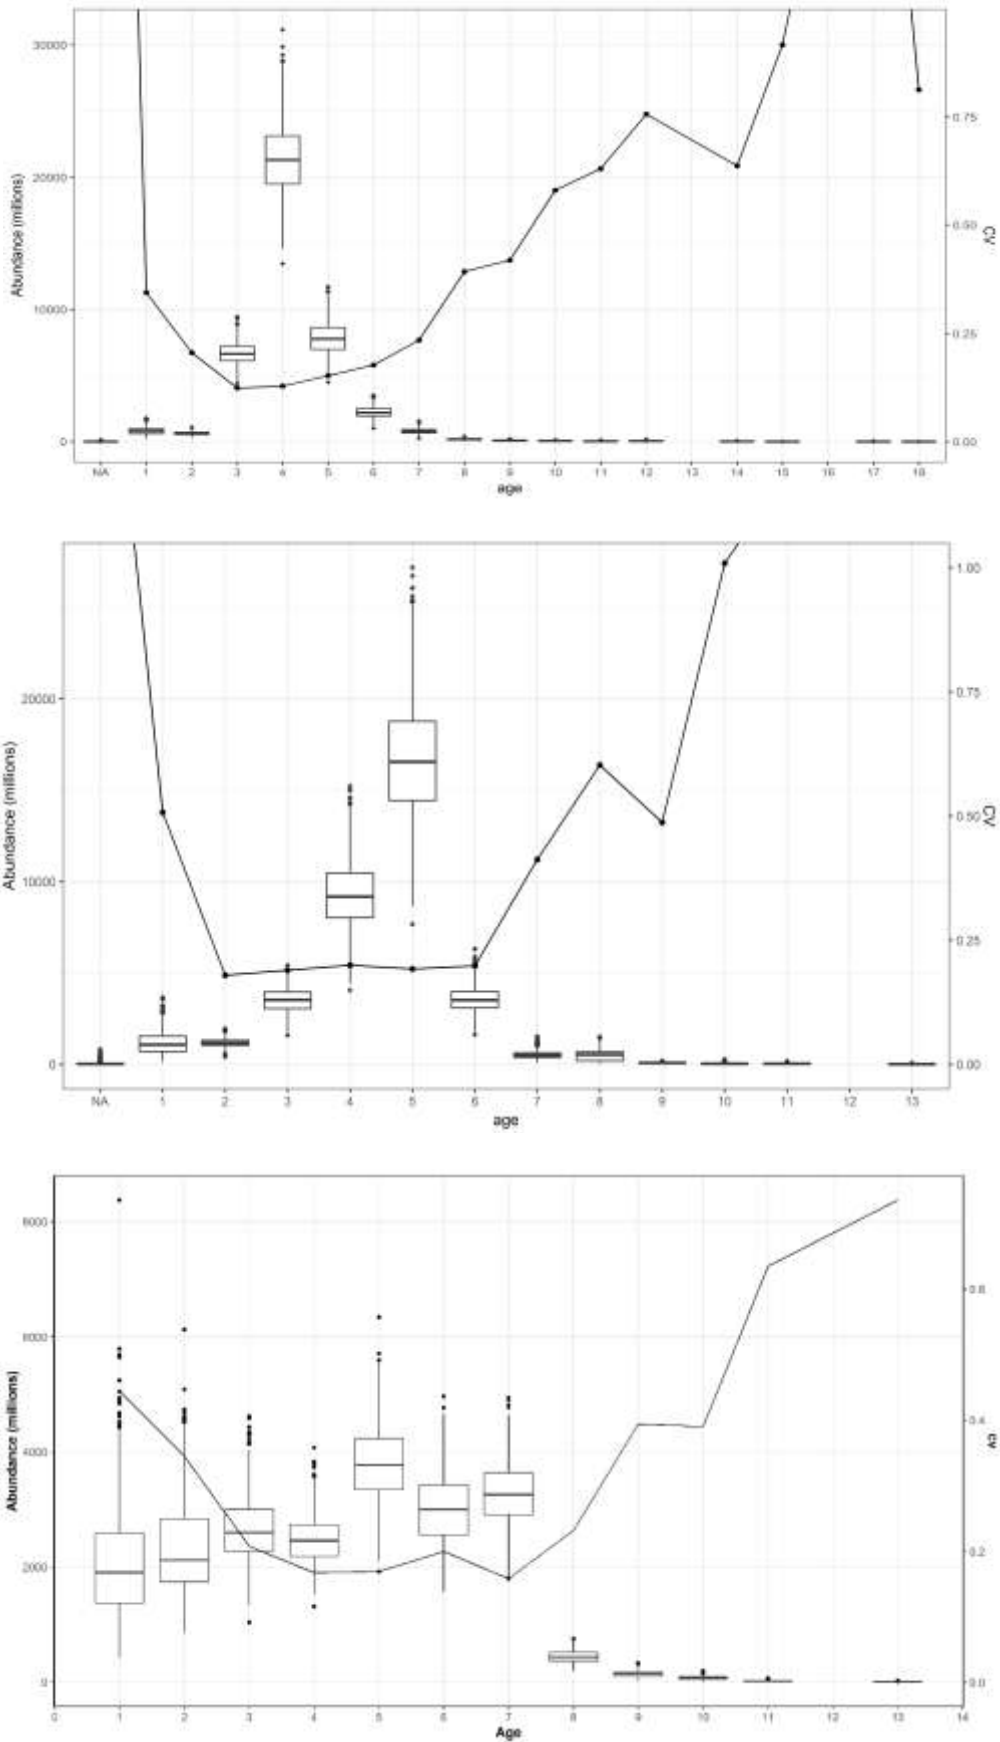 30000
20000
10000
0
Abundance (millions)
0.75
0.50
0.25
0.00
CV
NA 1 2 3 4 5 6 7 8 9 10 11 12 13 14 15 16 17 18
age
20000
10000
0
Abundance (millions)
1.00
0.75
0.50
0.25
0.00
CV
NA 1 2 3 4 5 6 7 8 9 10 11 12 13
age
8000
6000
4000
2000
0
Abundance (millions)
0.6
0.4
0.2
0.0
cv
0 1 2 3 4 5 6 7 8 9 10 11 12 13 14
Age